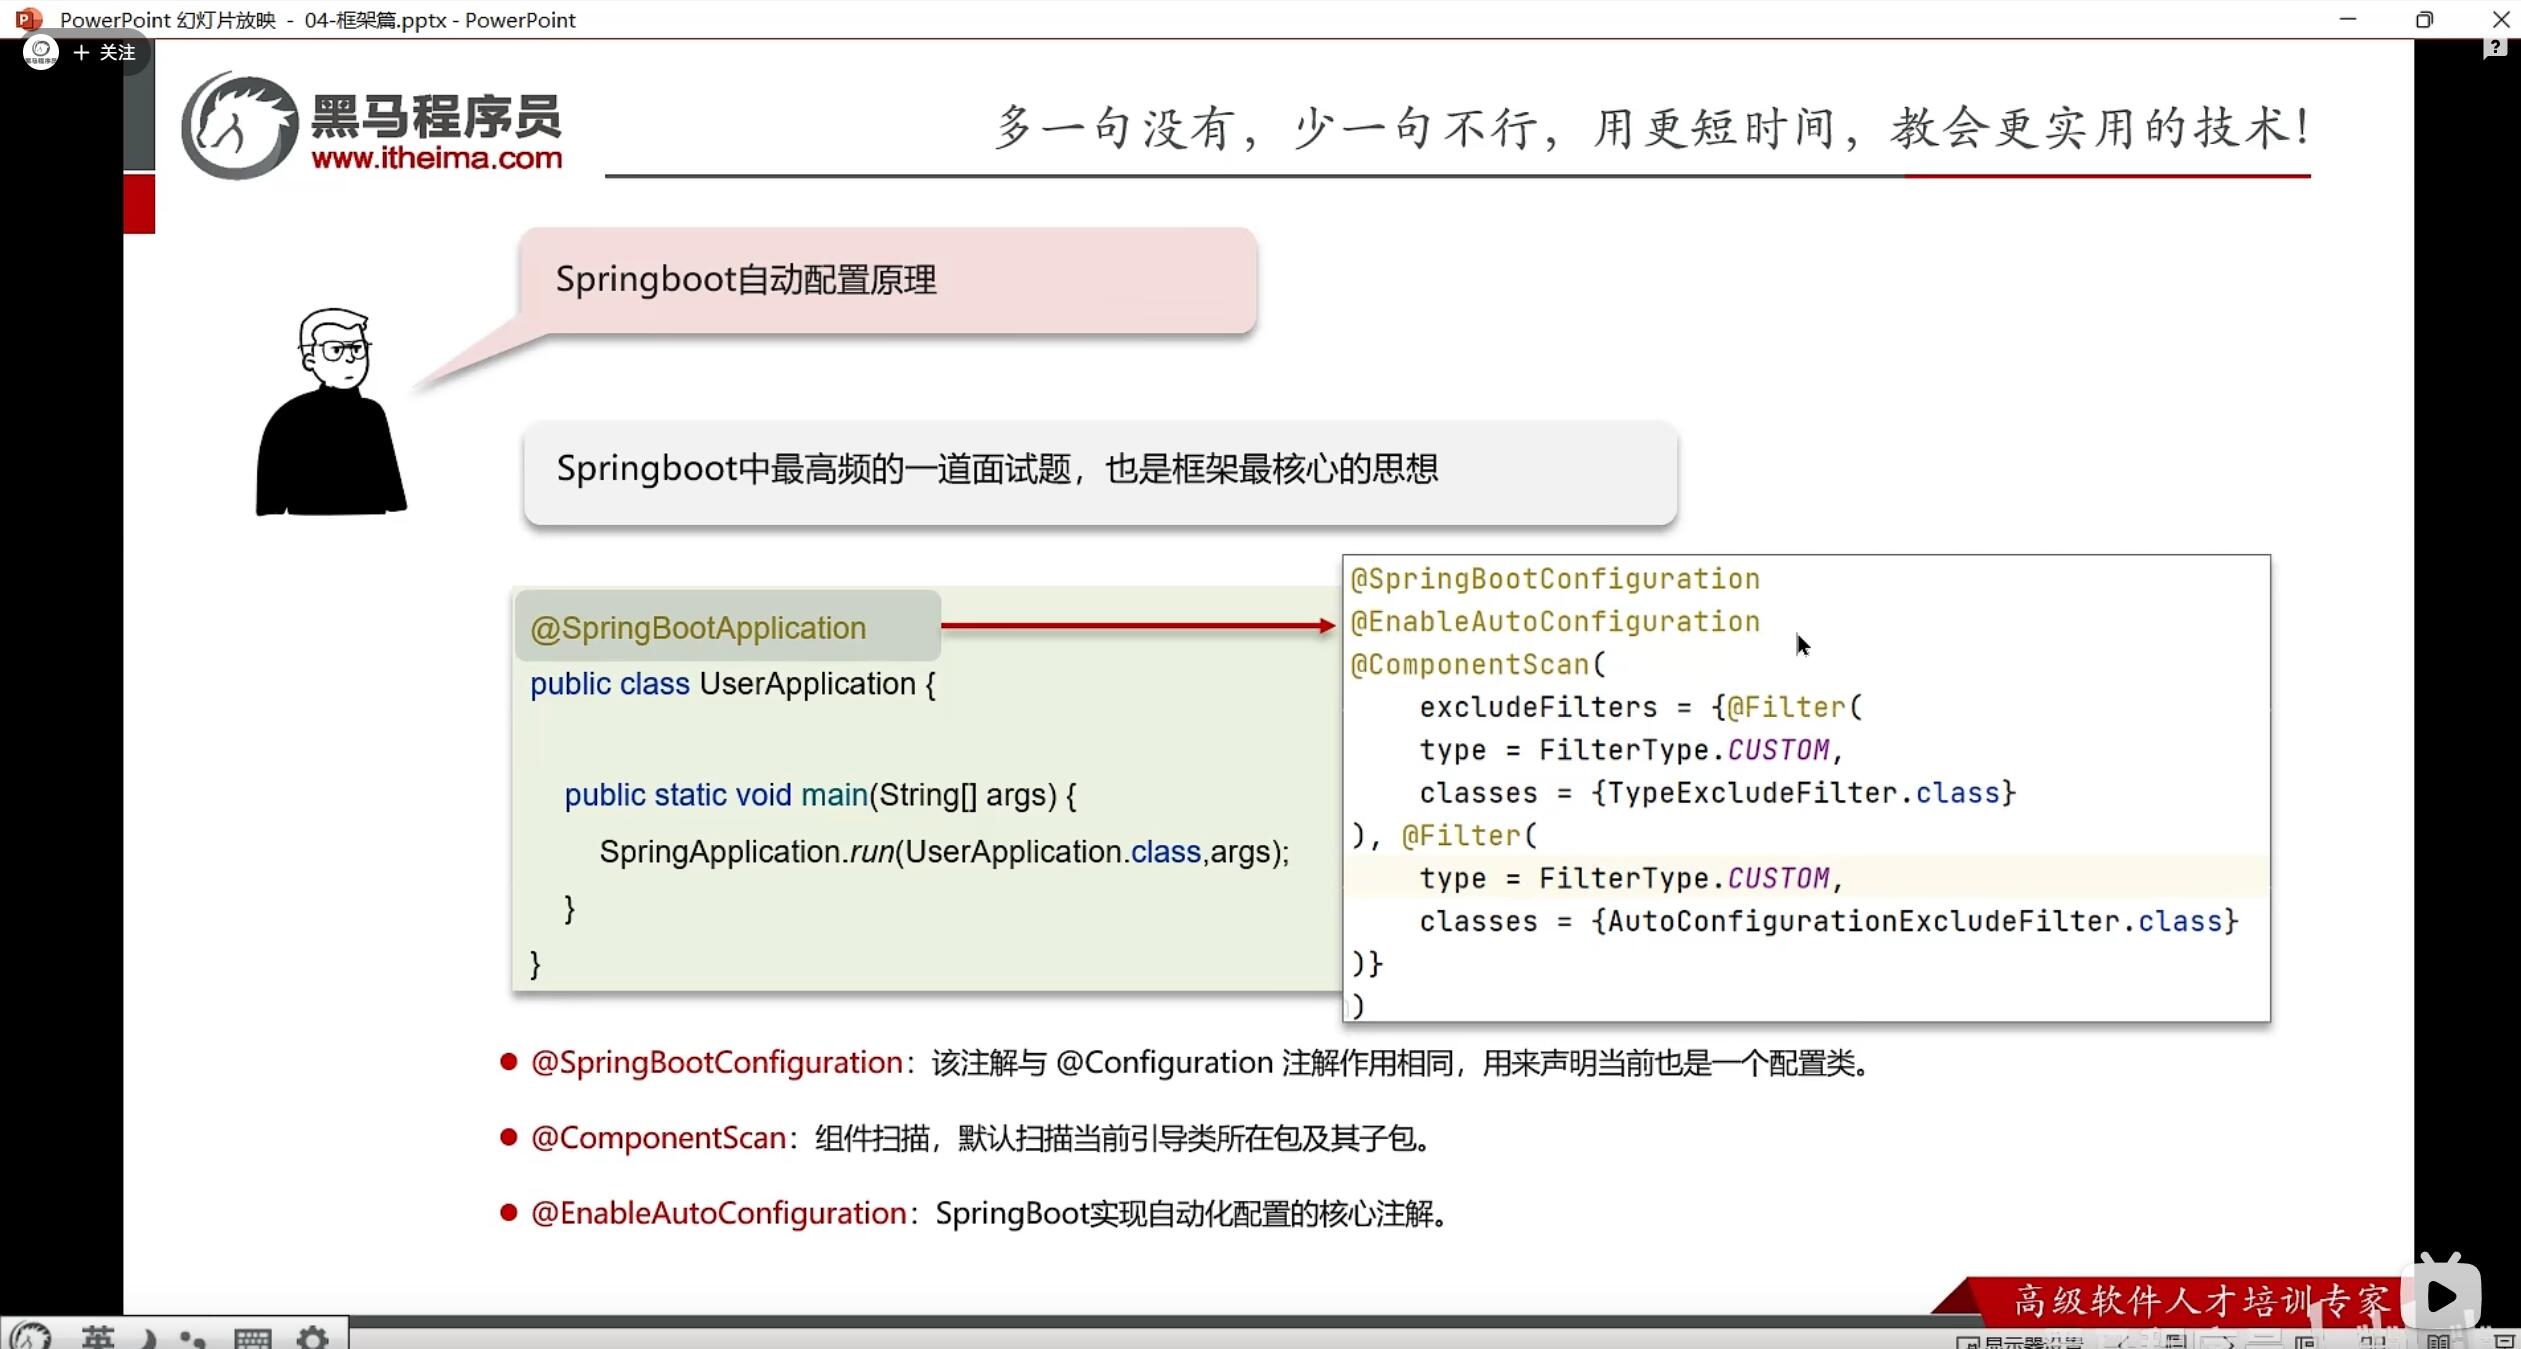 PowerPoint 幻灯片放映 - 04-框架篇.pptx - PowerPoint
+ 关注
?
黑马程序员
www.itheima.com
多一句没有，少一句不行，用更短时间，教会更实用的技术！
Springboot自动配置原理
Springboot中最高频的一道面试题，也是框架最核心的思想
@SpringBootApplication
public class UserApplication {
public static void main(String[] args) {
SpringApplication.run(UserApplication.class,args);
}
}
@SpringBootConfiguration
@EnableAutoConfiguration
@ComponentScan(
excludeFilters = {@Filter(
type = FilterType.CUSTOM,
classes = {TypeExcludeFilter.class}
), @Filter(
type = FilterType.CUSTOM,
classes = {AutoConfigurationExcludeFilter.class}
)}
)
@SpringBootConfiguration：该注解与 @Configuration 注解作用相同，用来声明当前也是一个配置类。
@ComponentScan：组件扫描，默认扫描当前引导类所在包及其子包。
@EnableAutoConfiguration：SpringBoot实现自动化配置的核心注解。
高级软件人才培训专家
英